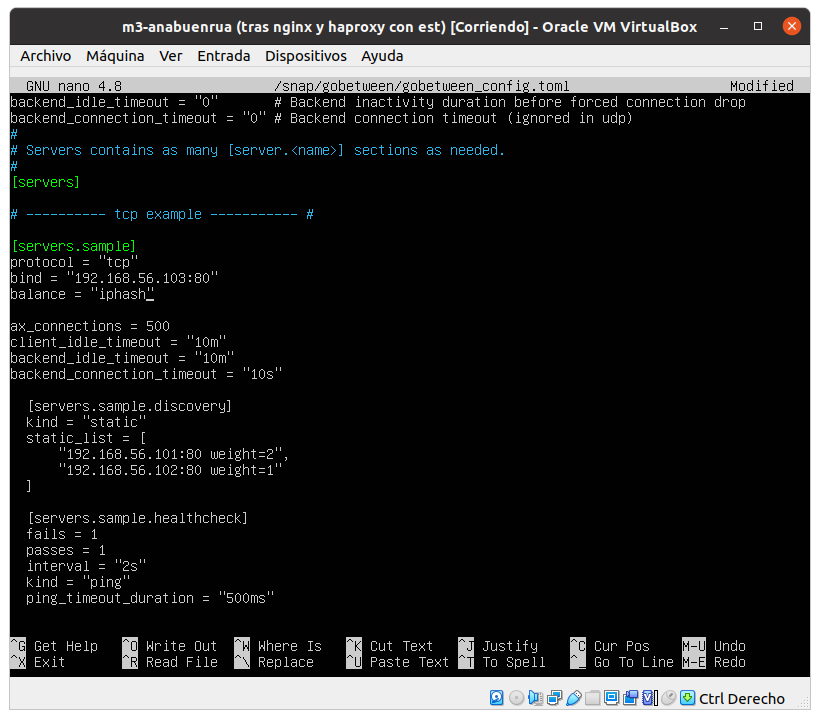 m3-anabuenrua (tras nginx y haproxy con est) [Corriendo] - Oracle VM VirtualBox
Archivo Máquina Ver Entrada Dispositivos Ayuda
GNU nano 4.8 /snap/gobetween/gobetween_config.toml Modified
backend_idle_timeout = "0" # Backend inactivity duration before forced connection drop
backend_connection_timeout = "0" # Backend connection timeout (ignored in udp)
#
# Servers contains as many [server.<name>] sections as needed.
#
[servers]
# ---------- tcp example ----------- #
[servers.sample]
protocol = "tcp"
bind = "192.168.56.103:80"
balance = "iphash"
ax_connections = 500
client_idle_timeout = "10m"
backend_idle_timeout = "10m"
backend_connection_timeout = "10s"
[servers.sample.discovery]
kind = "static"
static_list = [
"192.168.56.101:80 weight=2",
"192.168.56.102:80 weight=1"
]
[servers.sample.healthcheck]
fails = 1
passes = 1
interval = "2s"
kind = "ping"
ping_timeout_duration = "500ms"
^G Get Help ^O Write Out ^W Where Is ^K Cut Text ^J Justify ^C Cur Pos M-U Undo
^X Exit ^R Read File ^\ Replace ^U Paste Text ^T To Spell ^_ Go To Line M-E Redo
Ctrl Derecho